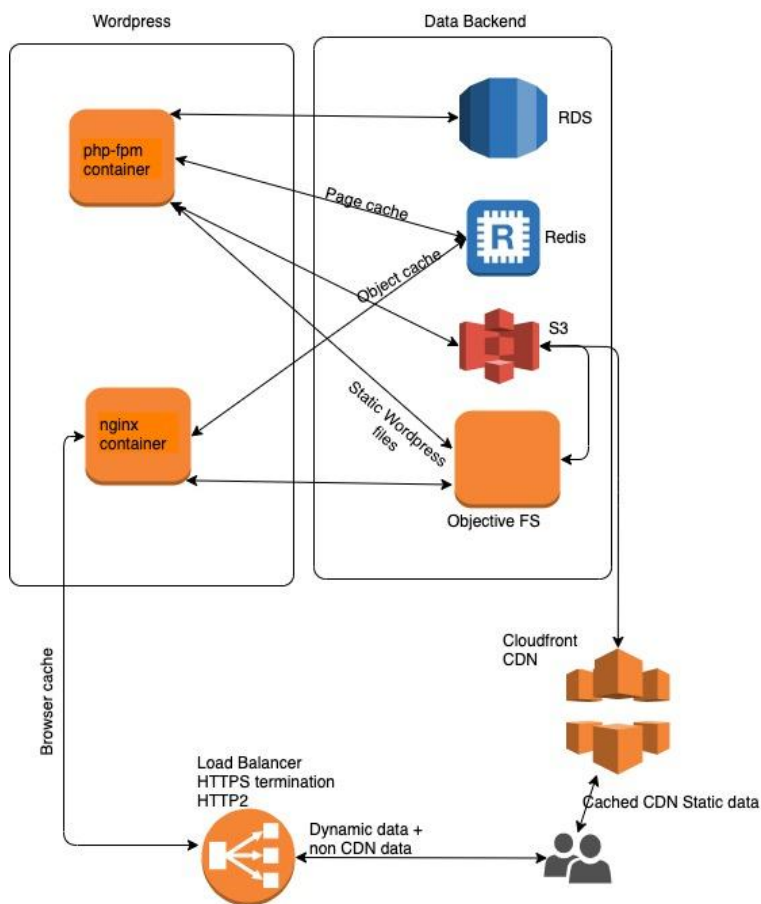 Wordpress
Data Backend
php-fpm
container
RDS
Page cache
R
Redis
Object cache
S3
Static Wordpress
files
nginx
container
Objective FS
Browser cache
Cloudfront
CDN
Load Balancer
HTTPS termination
HTTP2
Cached CDN Static data
Dynamic data +
non CDN data